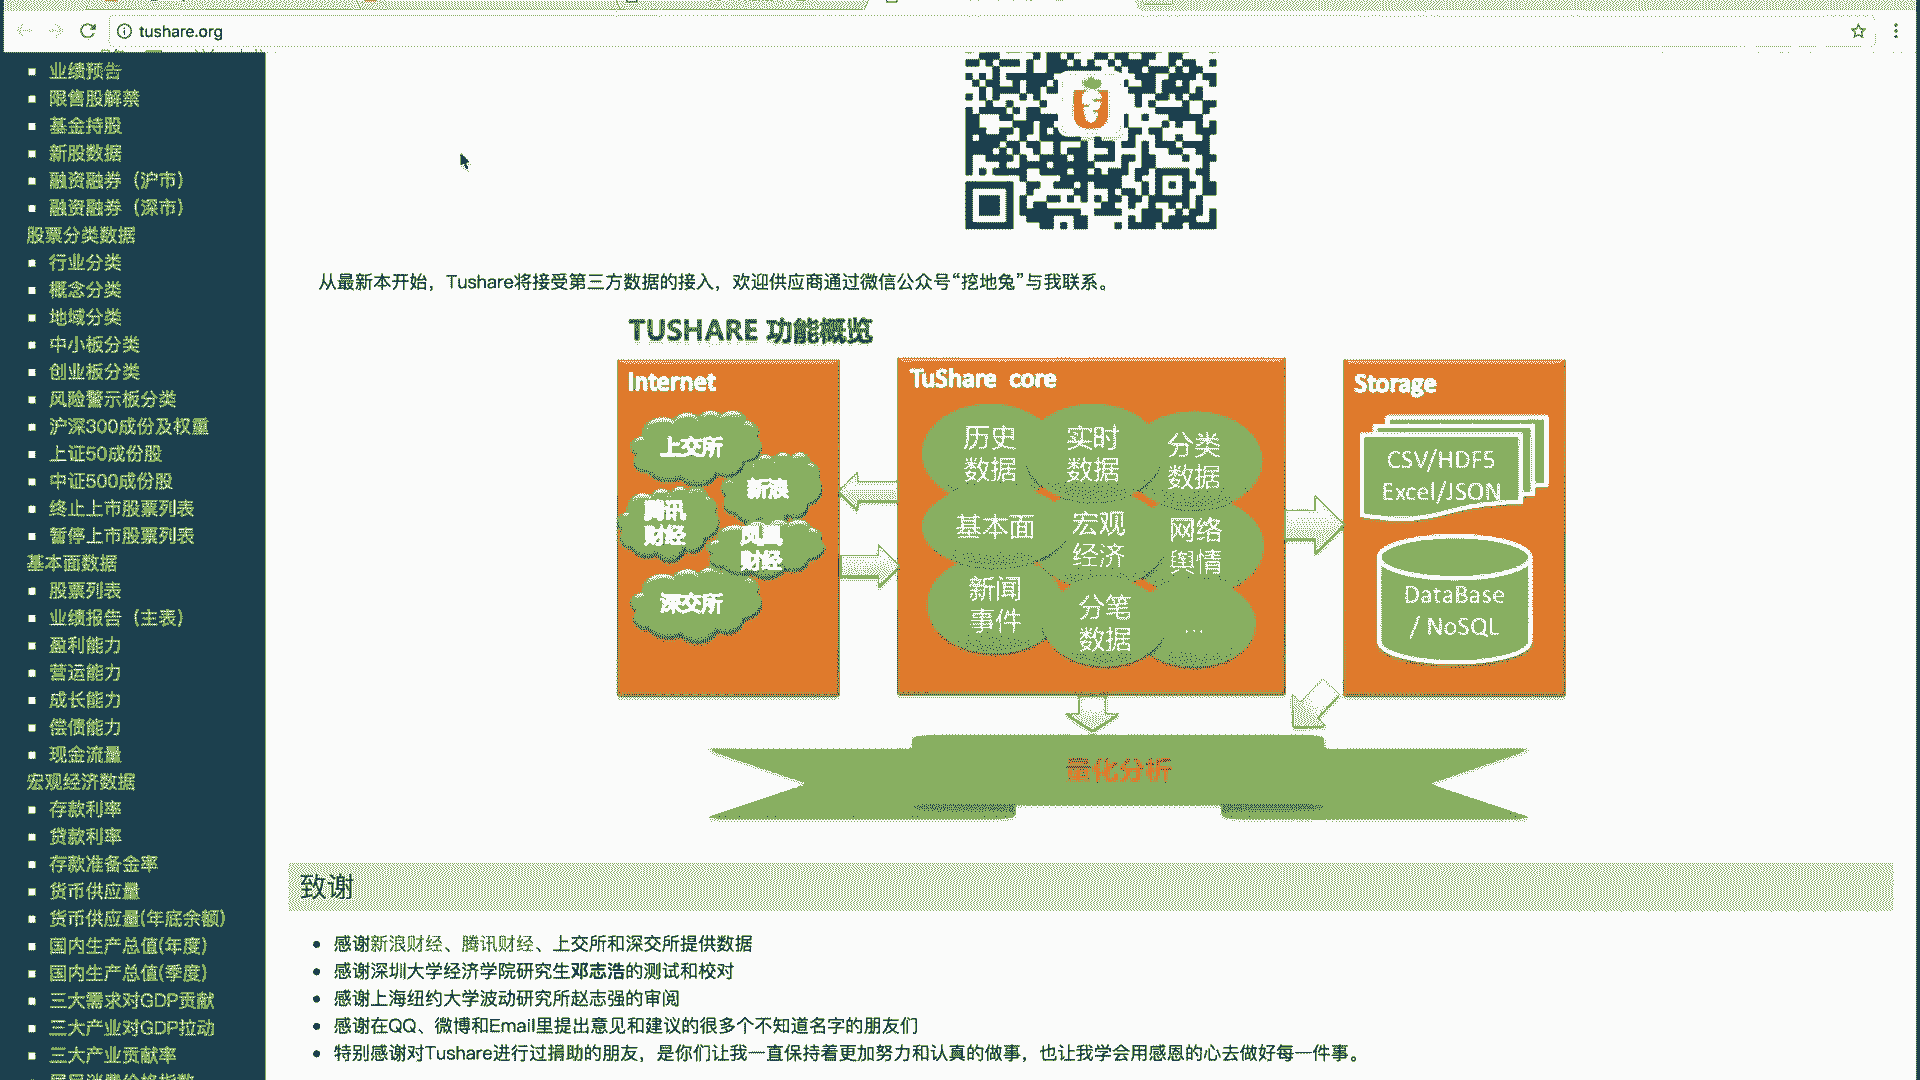 tushare.org
业绩预告
限售股解禁
基金持股
新股数据
融资融券（沪市）
融资融券（深市）
股票分类数据
行业分类
概念分类
地域分类
中小板分类
创业板分类
风险警示板分类
沪深300成份及权重
上证50成份股
中证500成份股
终止上市股票列表
暂停上市股票列表
基本面数据
股票列表
业绩报告（主表）
盈利能力
营运能力
成长能力
偿债能力
现金流量
宏观经济数据
存款利率
贷款利率
存款准备金率
货币供应量
货币供应量(年底余额)
国内生产总值(年度)
国内生产总值(季度)
三大需求对GDP贡献
三大产业对GDP拉动
三大产业贡献率
从最新本开始，Tushare将接受第三方数据的接入，欢迎供应商通过微信公众号“挖地兔”与我联系。
TUSHARE 功能概览
Internet
上交所
新浪
腾讯
财经
凤凰
财经
深交所
TuShare core
历史
数据
实时
数据
分类
数据
基本面
宏观
经济
网络
舆情
新闻
事件
分笔
数据
...
Storage
CSV/HDF5
Excel/JSON
DataBase
/ NoSQL
量化分析
致谢
感谢新浪财经、腾讯财经、上交所和深交所提供数据
感谢深圳大学经济学院研究生邓志浩的测试和校对
感谢上海纽约大学波动研究所赵志强的审阅
感谢在QQ、微博和Email里提出意见和建议的很多个不知道名字的朋友们
特别感谢对Tushare进行过捐助的朋友，是你们让我一直保持着更加努力和认真的做事，也让我学会用感恩的心去做好每一件事。